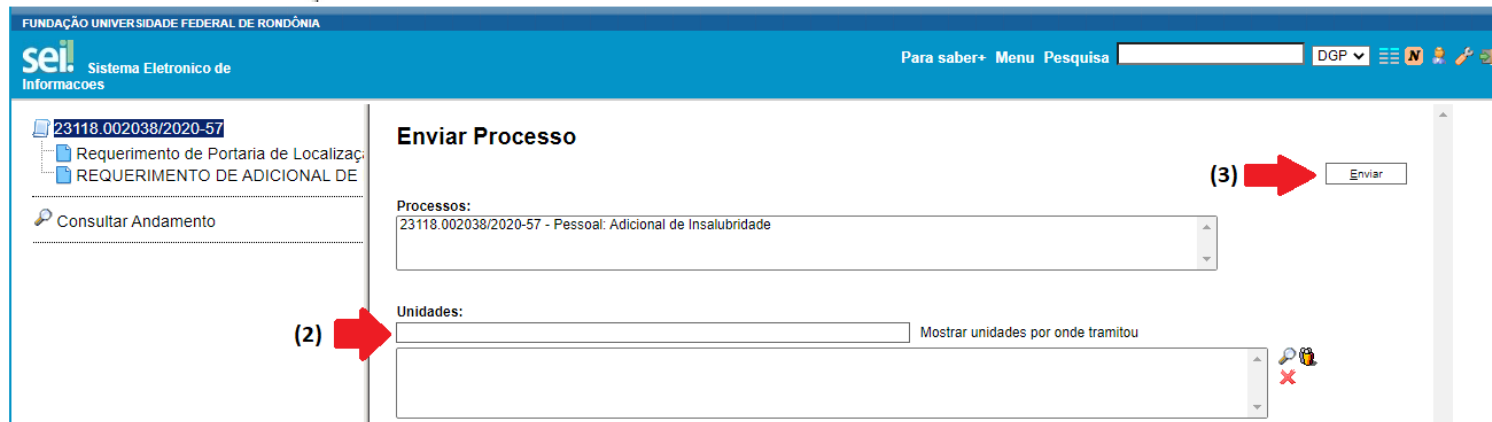 FUNDAÇÃO UNIVERSIDADE FEDERAL DE RONDÔNIA
sei! Sistema Eletronico de
Informacoes
Para saber+ Menu Pesquisa DGP N
23118.002038/2020-57
Requerimento de Portaria de Localizaç
REQUERIMENTO DE ADICIONAL DE
Consultar Andamento
Enviar Processo
(3) Enviar
Processos:
23118.002038/2020-57 - Pessoal: Adicional de Insalubridade
Unidades:
(2) Mostrar unidades por onde tramitou